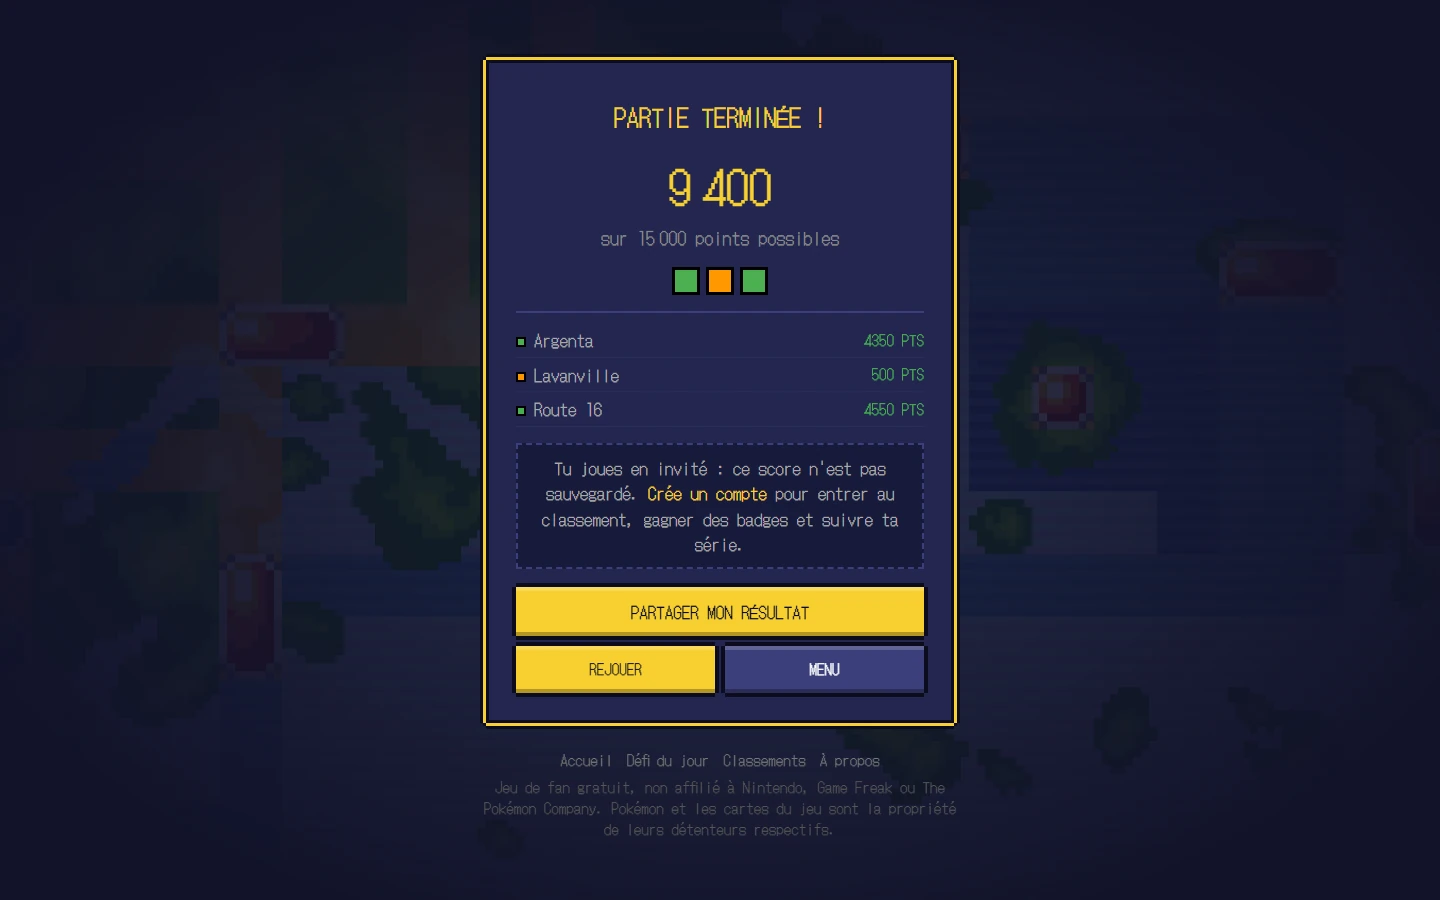 PARTIE TERMINÉE !
9 400
sur 15 000 points possibles
Argenta 4350 PTS
Lavanville 500 PTS
Route 16 4550 PTS
Tu joues en invité : ce score n'est pas
sauvegardé. Crée un compte pour entrer au
classement, gagner des badges et suivre ta
série.
PARTAGER MON RÉSULTAT
REJOUER MENU
Accueil Défi du jour Classements À propos
Jeu de fan gratuit, non affilié à Nintendo, Game Freak ou The
Pokémon Company. Pokémon et les cartes du jeu sont la propriété
de leurs détenteurs respectifs.